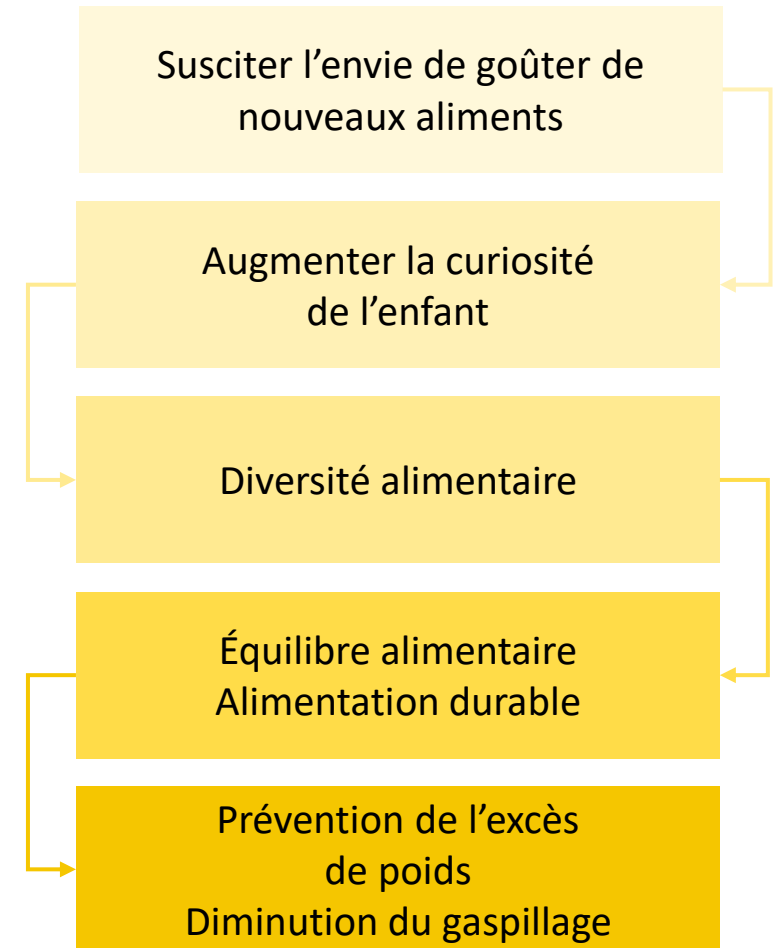 Susciter l’envie de goûter de
nouveaux aliments
Augmenter la curiosité
de l’enfant
Diversité alimentaire
Équilibre alimentaire
Alimentation durable
Prévention de l’excès
de poids
Diminution du gaspillage